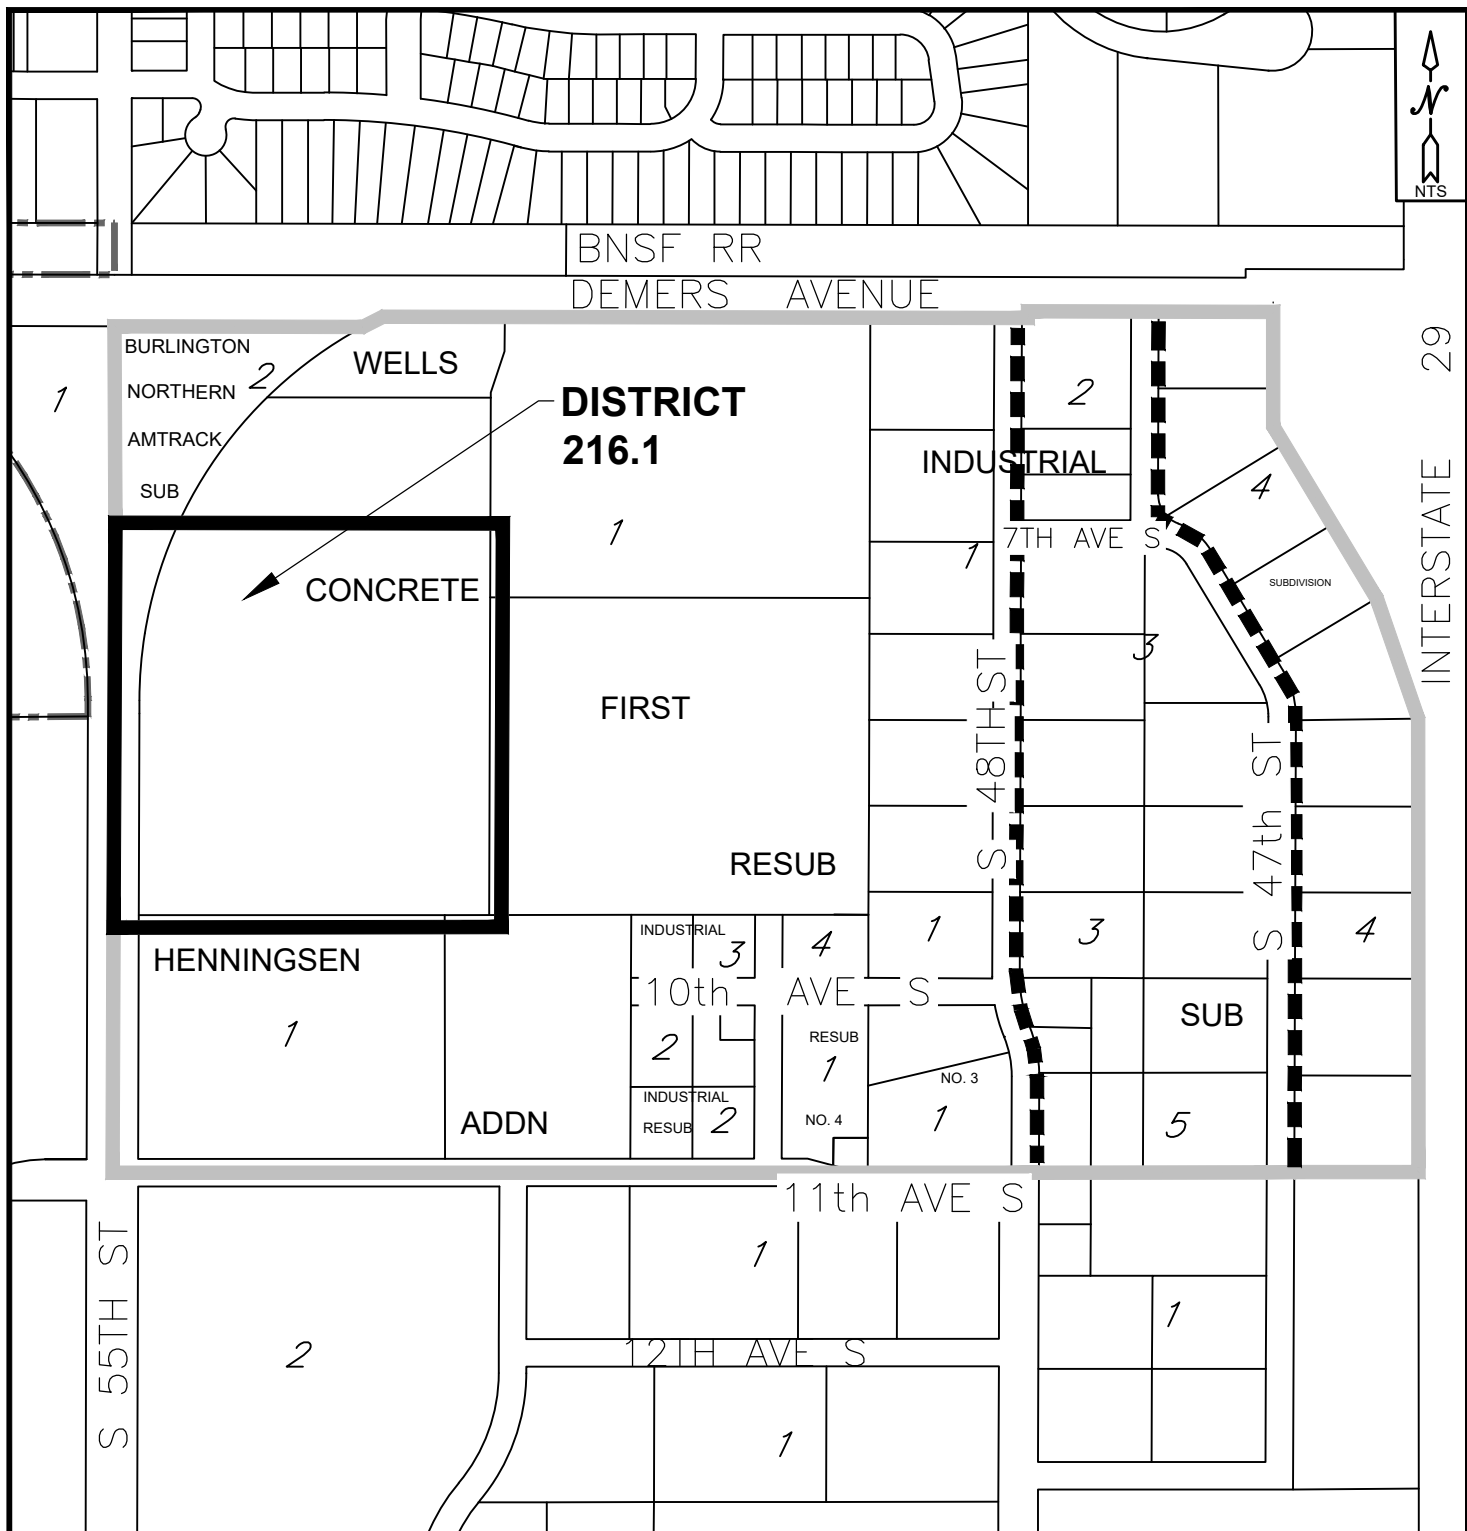 N
NTS
BNSF RR
DEMERS AVENUE
INTERSTATE 29
BURLINGTON
NORTHERN
AMTRACK
SUB
2
WELLS
1
DISTRICT
216.1
2
INDUSTRIAL
4
1
7TH AVE S
1
SUBDIVISION
CONCRETE
3
FIRST
S 48TH ST
S 47th ST
RESUB
INDUSTRIAL
3
4
1
3
4
HENNINGSEN
10th AVE S
1
2
RESUB
1
NO. 4
SUB
NO. 3
1
INDUSTRIAL
RESUB
2
ADDN
5
11th AVE S
S 55TH ST
1
1
2
12TH AVE S
1